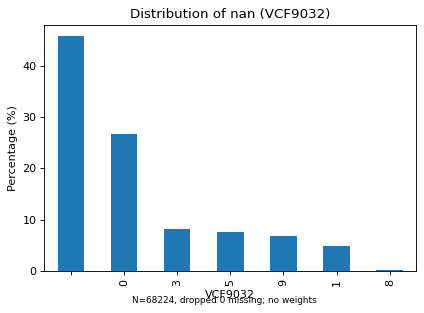 Distribution of nan (VCF9032)
Percentage (%)
40
30
20
10
0
0
3
5
9
1
8
VCF9032
N=68224, dropped 0 missing; no weights